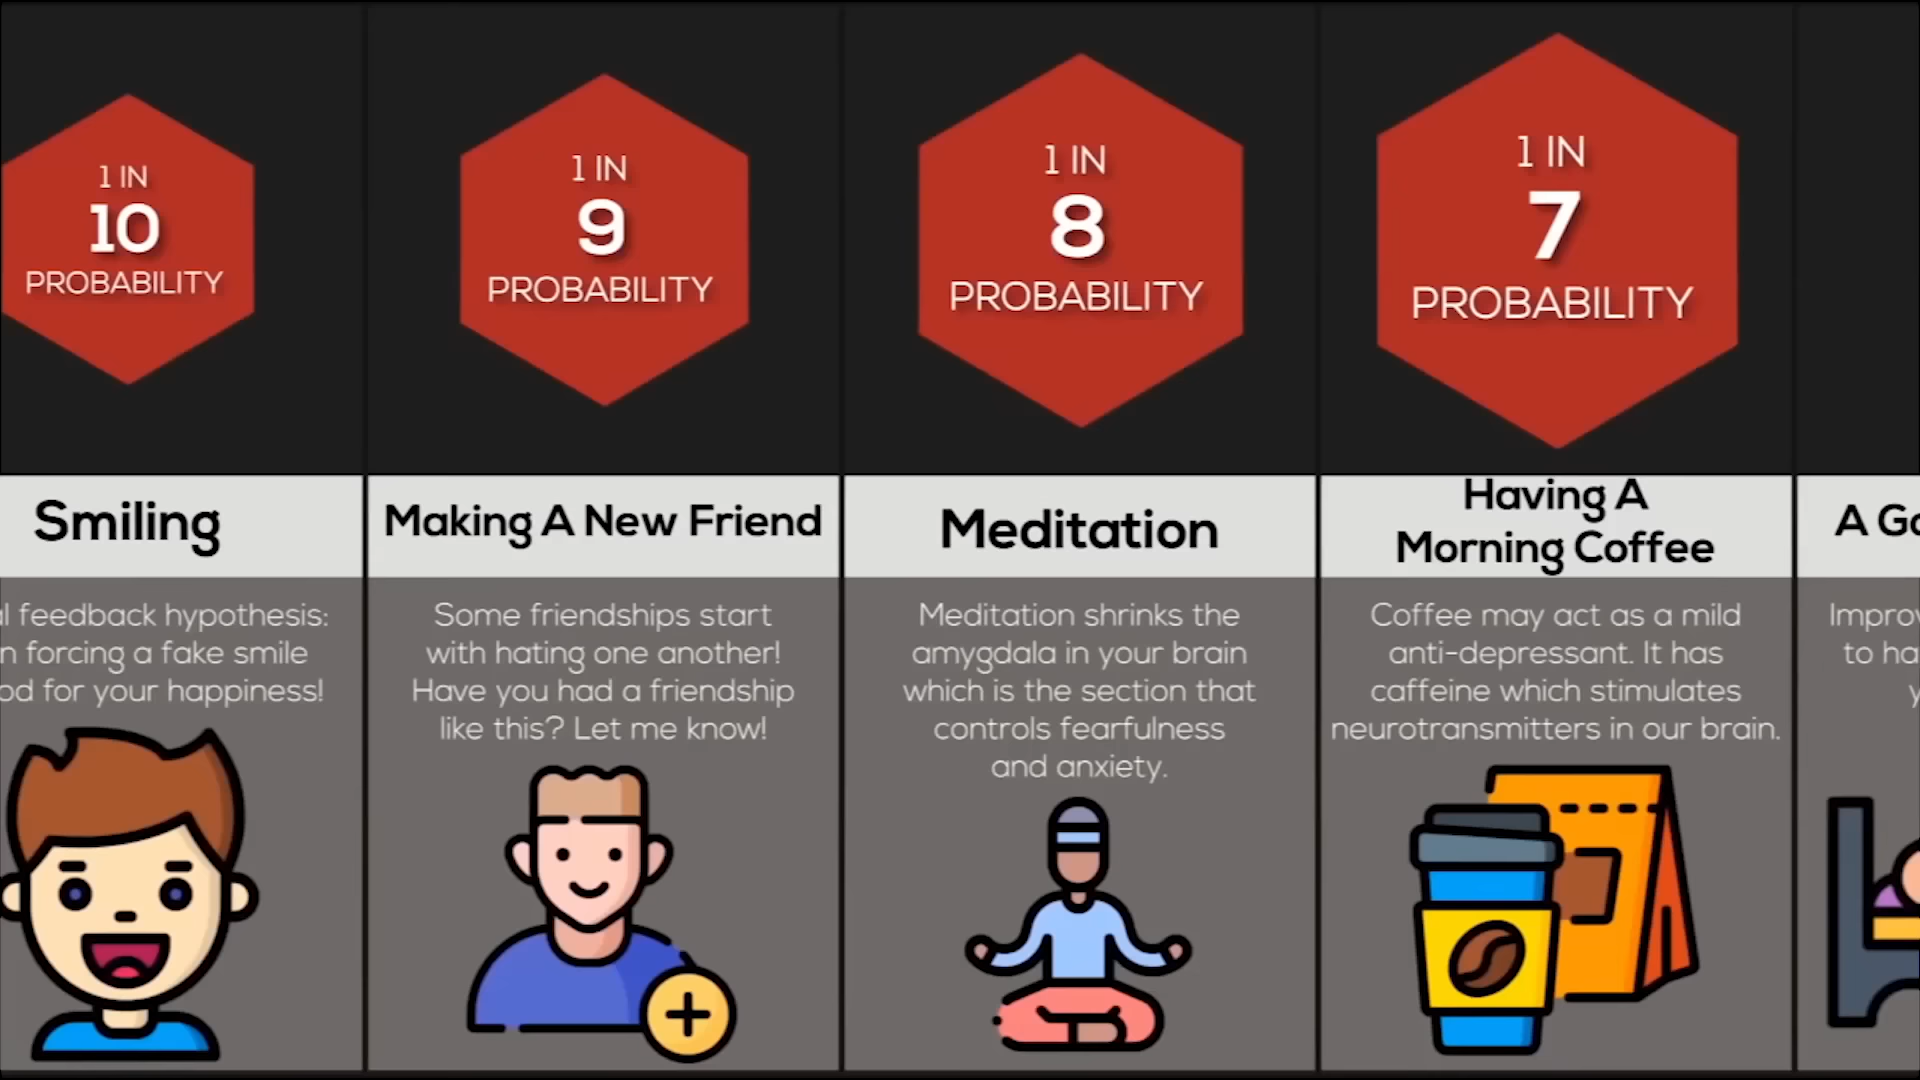 1 IN
10
PROBABILITY
Smiling
feedback hypothesis:
forcing a fake smile
for your happiness!
1 IN
9
PROBABILITY
Making A New Friend
Some friendships start
with hating one another!
Have you had a friendship
like this? Let me know!
1 IN
8
PROBABILITY
Meditation
Meditation shrinks the
amygdala in your brain
which is the section that
controls fearfulness
and anxiety.
1 IN
7
PROBABILITY
Having A
Morning Coffee
Coffee may act as a mild
anti-depressant. It has
caffeine which stimulates
neurotransmitters in our brain.
A
to